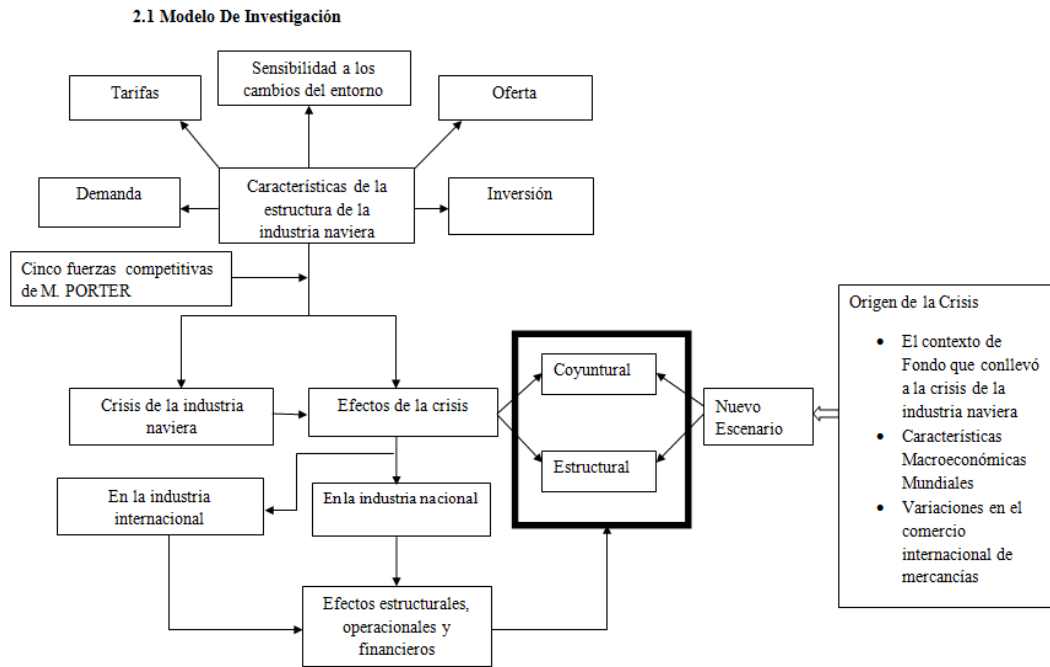 2.1 Modelo De Investigación
Sensibilidad a los
cambios del entorno
Tarifas
Oferta
Demanda
Características de la
estructura de la
industria naviera
Inversión
Cinco fuerzas competitivas
de M. PORTER
Origen de la Crisis
• El contexto de
Fondo que conllevó
a la crisis de la
industria naviera
• Características
Macroeconómicas
Mundiales
• Variaciones en el
comercio
internacional de
mercancías
Crisis de la industria
naviera
Efectos de la crisis
Coyuntural
Estructural
Nuevo
Escenario
En la industria
internacional
En la industria nacional
Efectos estructurales,
operacionales y
financieros